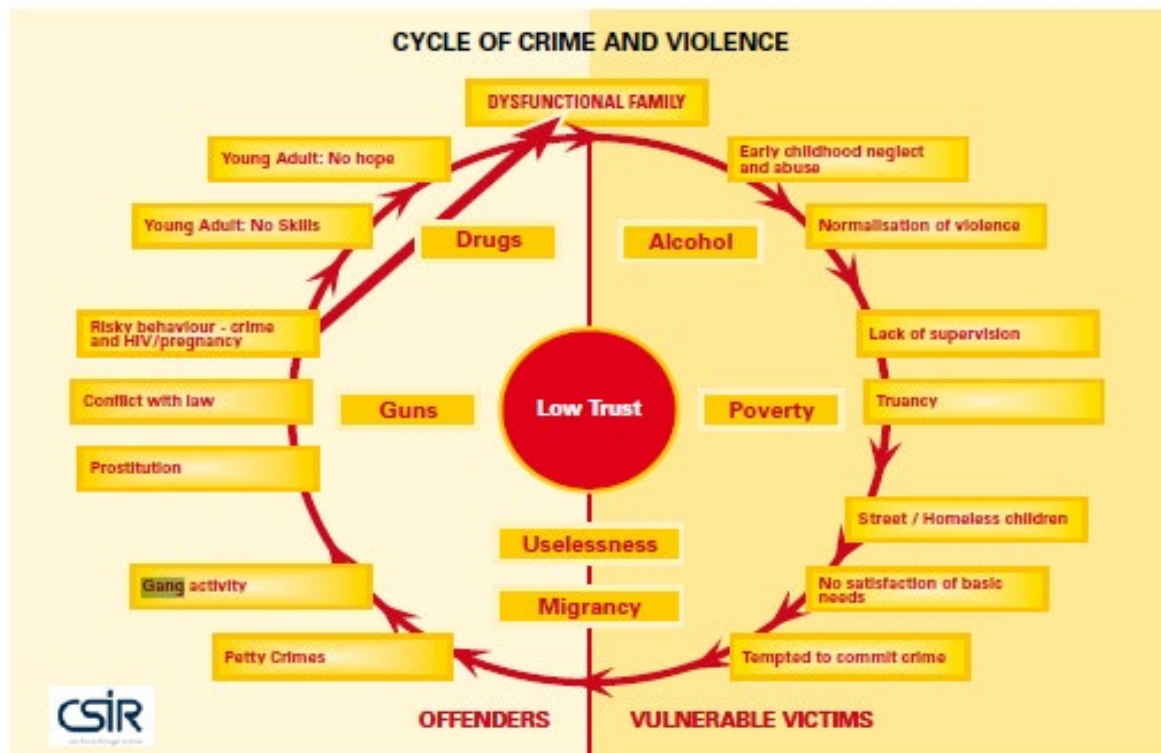 CYCLE OF CRIME AND VIOLENCE
DYSFUNCTIONAL FAMILY
Young Adult: No hope
Early childhood neglect
and abuse
Young Adult: No Skills
Normalisation of violence
Drugs
Alcohol
Risky behaviour - crime
and HIV/pregnancy
Lack of supervision
Conflict with law
Guns
Low Trust
Poverty
Truancy
Prostitution
Street / Homeless children
Uselessness
Gang activity
No satisfaction of basic
needs
Migrancy
Petty Crimes
Tempted to commit crime
CSIR
OFFENDERS
VULNERABLE VICTIMS